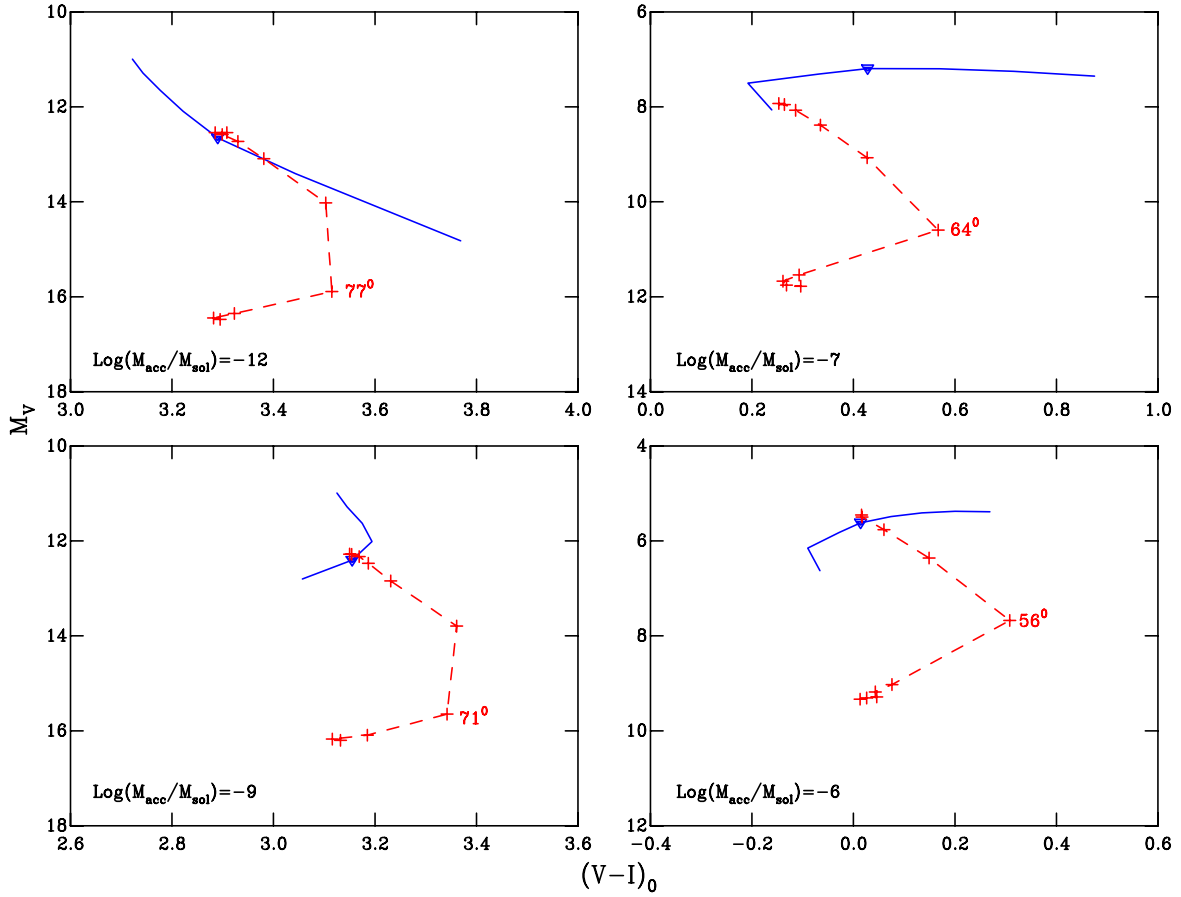 10
12
14
16
18
3.0 3.2 3.4 3.6 3.8 4.0
77⁰
Log(M_acc/M_sol)=−12
6
8
10
12
14
0.0 0.2 0.4 0.6 0.8 1.0
64⁰
Log(M_acc/M_sol)=−7
M_V
10
12
14
16
18
2.6 2.8 3.0 3.2 3.4 3.6
71⁰
Log(M_acc/M_sol)=−9
4
6
8
10
12
−0.4 −0.2 0.0 0.2 0.4 0.6
56⁰
Log(M_acc/M_sol)=−6
(V−I)₀